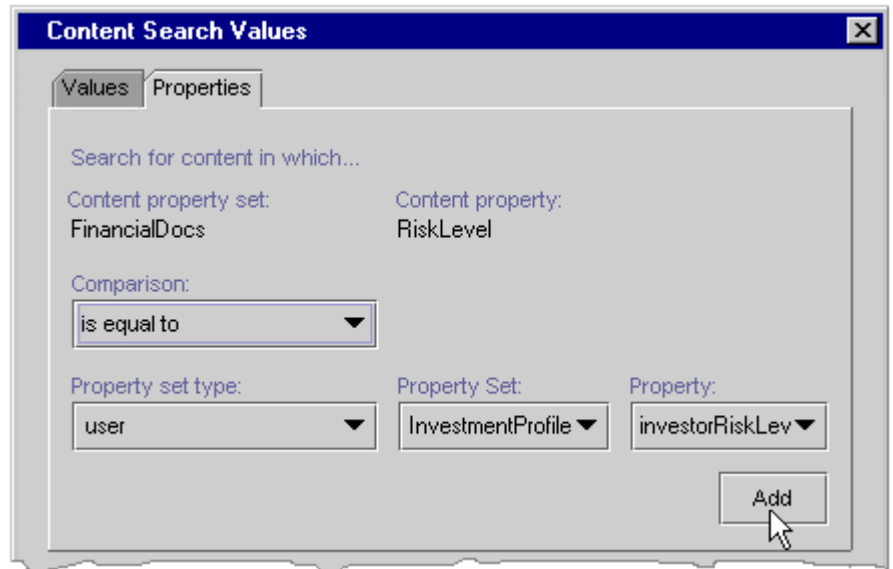 Content Search Values
Values Properties
Search for content in which...
Content property set: Content property:
FinancialDocs RiskLevel
Comparison:
is equal to
Property set type: Property Set: Property:
user InvestmentProfile investorRiskLev
Add